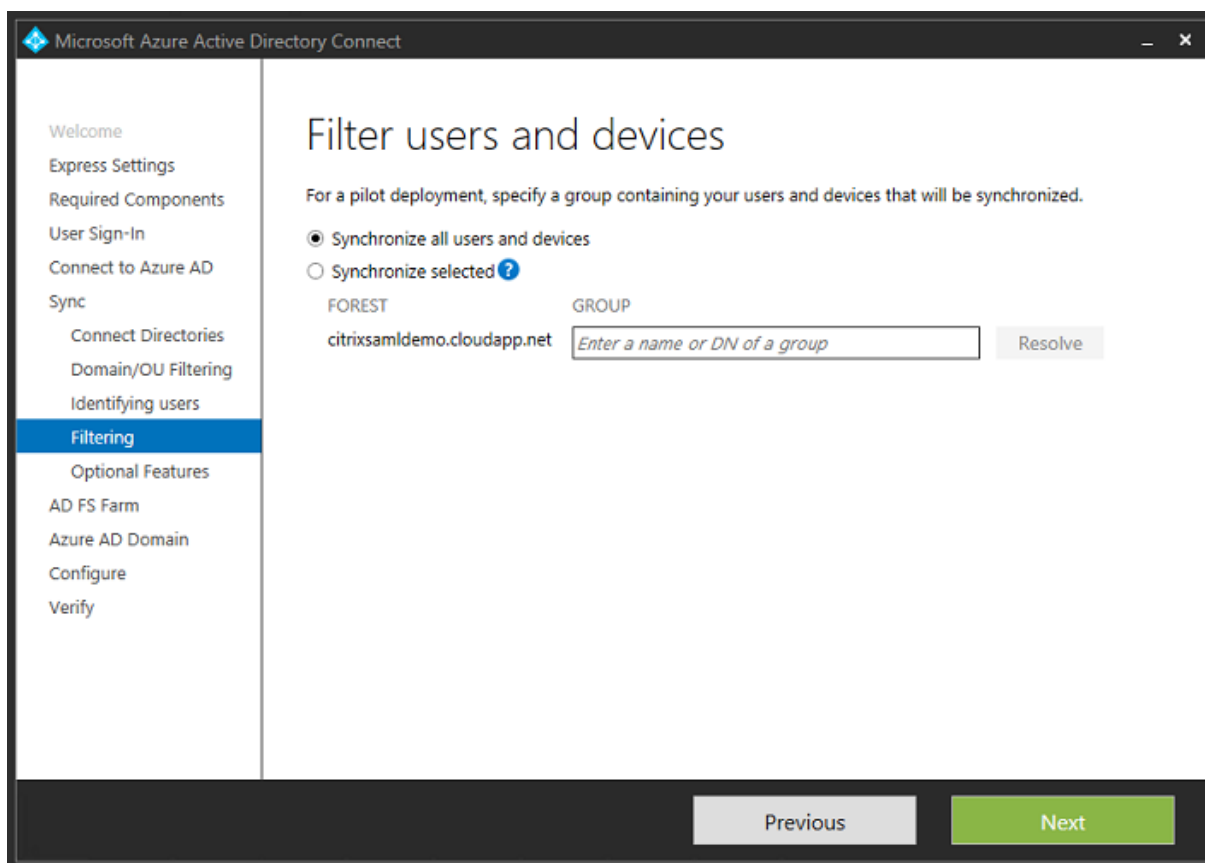 Microsoft Azure Active Directory Connect
Welcome
Express Settings
Required Components
User Sign-In
Connect to Azure AD
Sync
Connect Directories
Domain/OU Filtering
Identifying users
Filtering
Optional Features
AD FS Farm
Azure AD Domain
Configure
Verify
Filter users and devices
For a pilot deployment, specify a group containing your users and devices that will be synchronized.
Synchronize all users and devices
Synchronize selected ?
FOREST GROUP
citrixsamldemo.cloudapp.net Enter a name or DN of a group Resolve
Previous Next